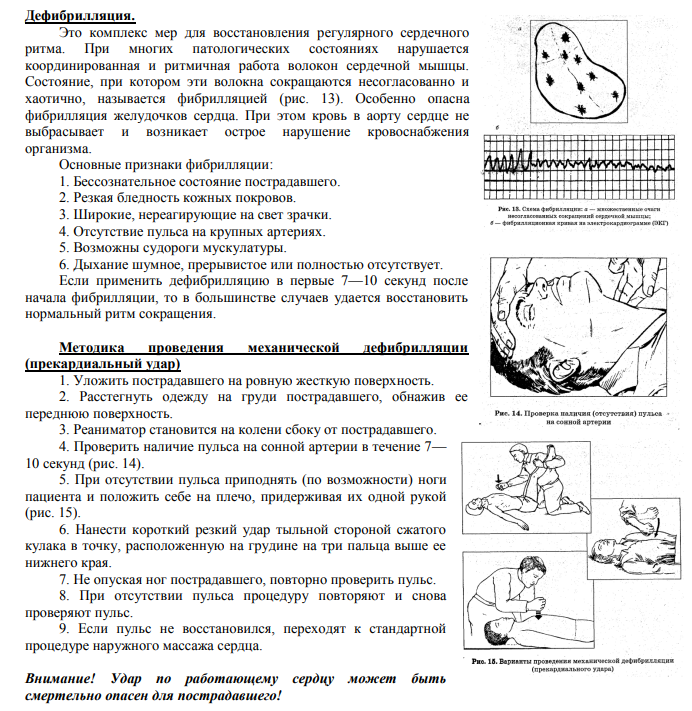 Дефибрилляция.
Это комплекс мер для восстановления регулярного сердечного
ритма. При многих патологических состояниях нарушается
координированная и ритмичная работа волокон сердечной мышцы.
Состояние, при котором эти волокна сокращаются несогласованно и
хаотично, называется фибрилляцией (рис. 13). Особенно опасна
фибрилляция желудочков сердца. При этом кровь в аорту сердце не
выбрасывает и возникает острое нарушение кровоснабжения
организма.
Основные признаки фибрилляции:
1. Бессознательное состояние пострадавшего.
2. Резкая бледность кожных покровов.
3. Широкие, нереагирующие на свет зрачки.
4. Отсутствие пульса на крупных артериях.
5. Возможны судороги мускулатуры.
6. Дыхание шумное, прерывистое или полностью отсутствует.
Если применить дефибрилляцию в первые 7—10 секунд после
начала фибрилляции, то в большинстве случаев удается восстановить
нормальный ритм сокращения.
Методика проведения механической дефибрилляции
(прекардиальный удар)
1. Уложить пострадавшего на ровную жесткую поверхность.
2. Расстегнуть одежду на груди пострадавшего, обнажив ее
переднюю поверхность.
3. Реаниматор становится на колени сбоку от пострадавшего.
4. Проверить наличие пульса на сонной артерии в течение 7—
10 секунд (рис. 14).
5. При отсутствии пульса приподнять (по возможности) ноги
пациента и положить себе на плечо, придерживая их одной рукой
(рис. 15).
6. Нанести короткий резкий удар тыльной стороной сжатого
кулака в точку, расположенную на грудине на три пальца выше ее
нижнего края.
7. Не опуская ног пострадавшего, повторно проверить пульс.
8. При отсутствии пульса процедуру повторяют и снова
проверяют пульс.
9. Если пульс не восстановился, переходят к стандартной
процедуре наружного массажа сердца.
Внимание! Удар по работающему сердцу может быть
смертельно опасен для пострадавшего!
а
б
Рис. 13. Схема фибрилляции: а — множественные очаги
несогласованных сокращений сердечной мышцы;
б — фибрилляционная кривая на электрокардиограмме (ЭКГ)
Рис. 14. Проверка наличия (отсутствия) пульса
на сонной артерии
Рис. 15. Варианты проведения механической дефибрилляции
(прекардиального удара)